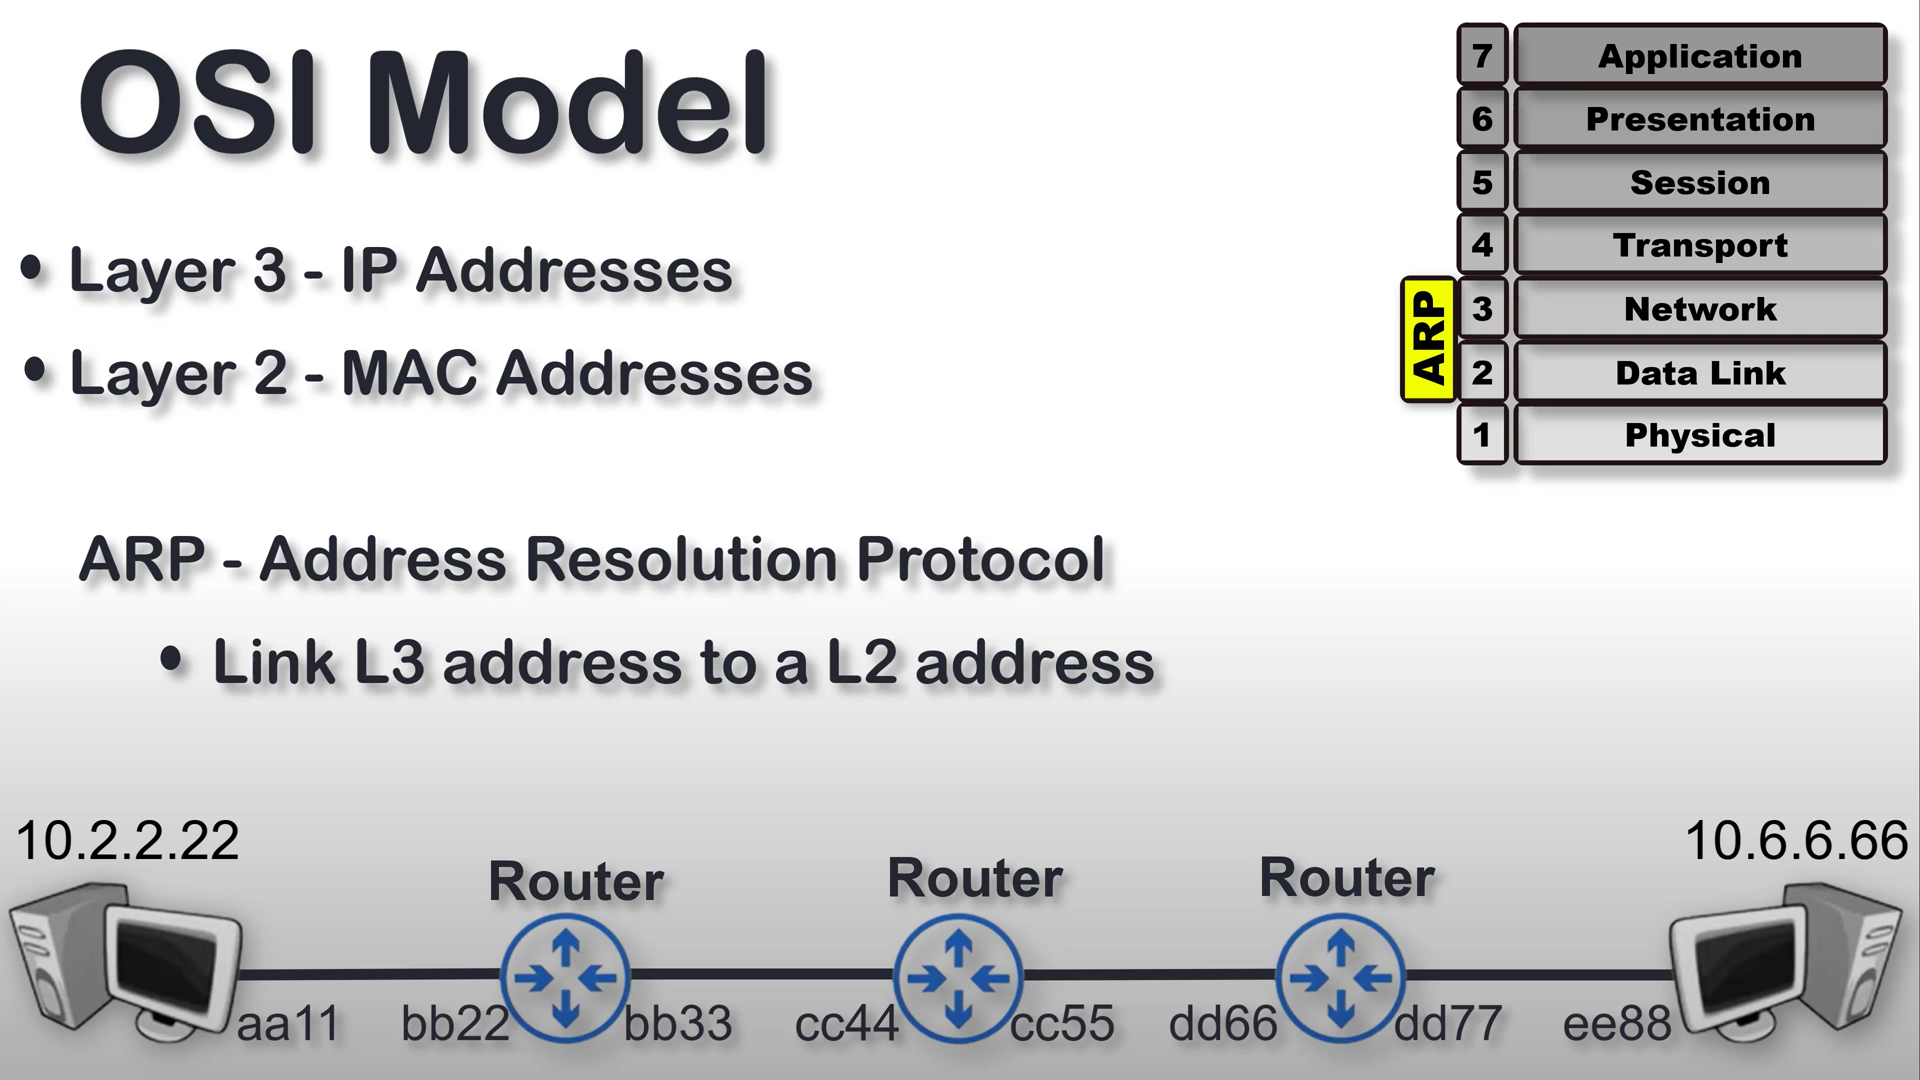 OSI Model
• Layer 3 - IP Addresses
• Layer 2 - MAC Addresses
ARP - Address Resolution Protocol
• Link L3 address to a L2 address
7 Application
6 Presentation
5 Session
4 Transport
3 Network
2 Data Link
1 Physical
ARP
10.2.2.22
Router
Router
Router
10.6.6.66
aa11
bb22
bb33
cc44
cc55
dd66
dd77
ee88